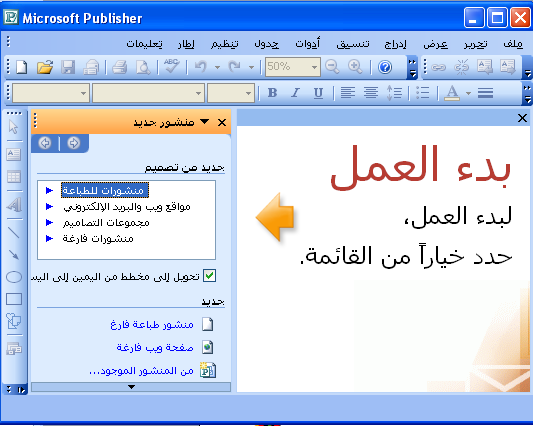 Microsoft Publisher
ملف تحرير عرض إدراج تنسيق أدوات جدول تنظيم إطار تعليمات
50%
B I U A
منشور جديد
بدء العمل
لبدء العمل،
حدد خياراً من القائمة.
جديد من تصميم
منشورات للطباعة
مواقع ويب والبريد الإلكتروني
مجموعات التصاميم
منشورات فارغة
تحويل إلى مخطط من اليمين إلى اليس
جديد
منشور طباعة فارغ
صفحة ويب فارغة
من المنشور الموجود...